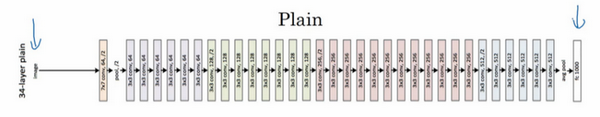 Plain
34-layer plain
image
7x7 conv, 64, /2
pool, /2
3x3 conv, 64
3x3 conv, 64
3x3 conv, 64
3x3 conv, 64
3x3 conv, 64
3x3 conv, 64
3x3 conv, 128, /2
3x3 conv, 128
3x3 conv, 128
3x3 conv, 128
3x3 conv, 128
3x3 conv, 128
3x3 conv, 128
3x3 conv, 128
3x3 conv, 256, /2
3x3 conv, 256
3x3 conv, 256
3x3 conv, 256
3x3 conv, 256
3x3 conv, 256
3x3 conv, 256
3x3 conv, 256
3x3 conv, 256
3x3 conv, 256
3x3 conv, 256
3x3 conv, 256
3x3 conv, 512, /2
3x3 conv, 512
3x3 conv, 512
3x3 conv, 512
3x3 conv, 512
3x3 conv, 512
avg pool
fc 1000